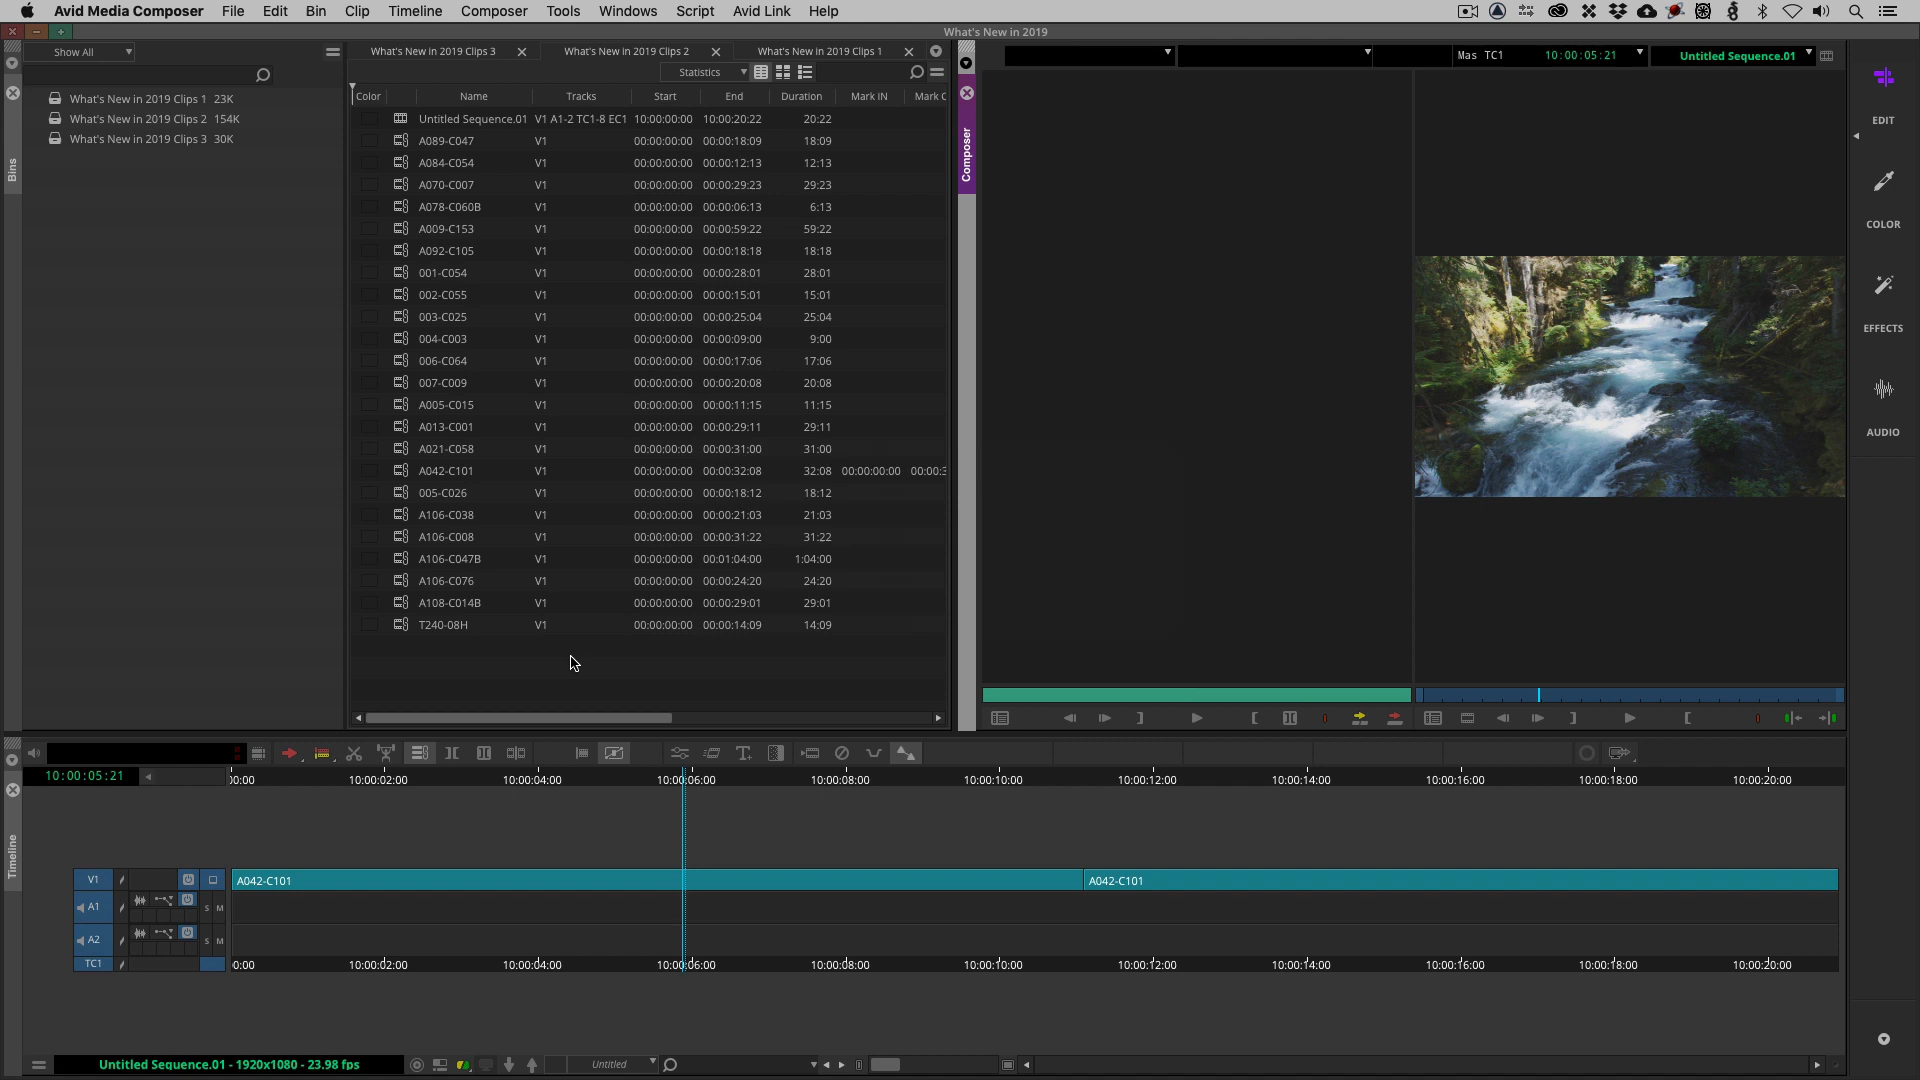 Avid Media Composer File Edit Bin Clip Timeline Composer Tools Windows Script Avid Link Help
What's New in 2019
Show All
What's New in 2019 Clips 3 What's New in 2019 Clips 2 What's New in 2019 Clips 1
Mas TC1 10:00:05:21 Untitled Sequence.01
Statistics
What's New in 2019 Clips 1 23K
What's New in 2019 Clips 2 154K
What's New in 2019 Clips 3 30K
Bins
Color Name Tracks Start End Duration Mark IN Mark O
Untitled Sequence.01 V1 A1-2 TC1-8 EC1 10:00:00:00 10:00:20:22 20:22
A089-C047 V1 00:00:00:00 00:00:18:09 18:09
A084-C054 V1 00:00:00:00 00:00:12:13 12:13
A070-C007 V1 00:00:00:00 00:00:29:23 29:23
A078-C060B V1 00:00:00:00 00:00:06:13 6:13
A009-C153 V1 00:00:00:00 00:00:59:22 59:22
A092-C105 V1 00:00:00:00 00:00:18:18 18:18
001-C054 V1 00:00:00:00 00:00:28:01 28:01
002-C055 V1 00:00:00:00 00:00:15:01 15:01
003-C025 V1 00:00:00:00 00:00:25:04 25:04
004-C003 V1 00:00:00:00 00:00:09:00 9:00
006-C064 V1 00:00:00:00 00:00:17:06 17:06
007-C009 V1 00:00:00:00 00:00:20:08 20:08
A005-C015 V1 00:00:00:00 00:00:11:15 11:15
A013-C001 V1 00:00:00:00 00:00:29:11 29:11
A021-C058 V1 00:00:00:00 00:00:31:00 31:00
A042-C101 V1 00:00:00:00 00:00:32:08 32:08 00:00:00:00 00:00:3
005-C026 V1 00:00:00:00 00:00:18:12 18:12
A106-C038 V1 00:00:00:00 00:00:21:03 21:03
A106-C008 V1 00:00:00:00 00:00:31:22 31:22
A106-C047B V1 00:00:00:00 00:01:04:00 1:04:00
A106-C076 V1 00:00:00:00 00:00:24:20 24:20
A108-C014B V1 00:00:00:00 00:00:29:01 29:01
T240-08H V1 00:00:00:00 00:00:14:09 14:09
Composer
EDIT
COLOR
EFFECTS
AUDIO
10:00:05:21
00:00 10:00:02:00 10:00:04:00 10:00:06:00 10:00:08:00 10:00:10:00 10:00:12:00 10:00:14:00 10:00:16:00 10:00:18:00 10:00:20:00
Timeline
V1 A042-C101 A042-C101
A1 S M
A2 S M
TC1 0:00 10:00:02:00 10:00:04:00 10:00:06:00 10:00:08:00 10:00:10:00 10:00:12:00 10:00:14:00 10:00:16:00 10:00:18:00 10:00:20:00
Untitled Sequence.01 - 1920x1080 - 23.98 fps Untitled